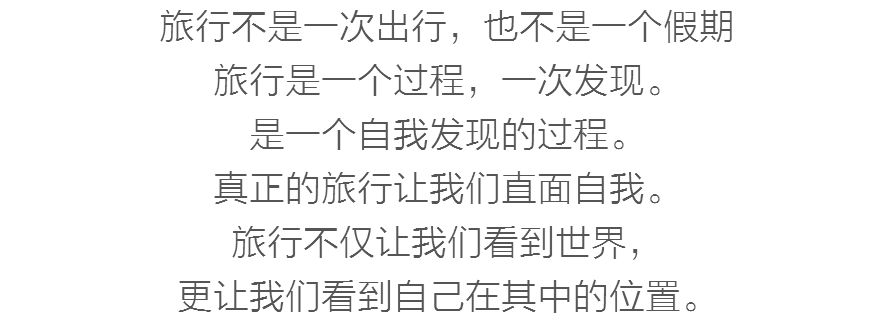 旅行不是一次出行，也不是一个假期
旅行是一个过程，一次发现。
是一个自我发现的过程。
真正的旅行让我们直面自我。
旅行不仅让我们看到世界，
更让我们看到自己在其中的位置。